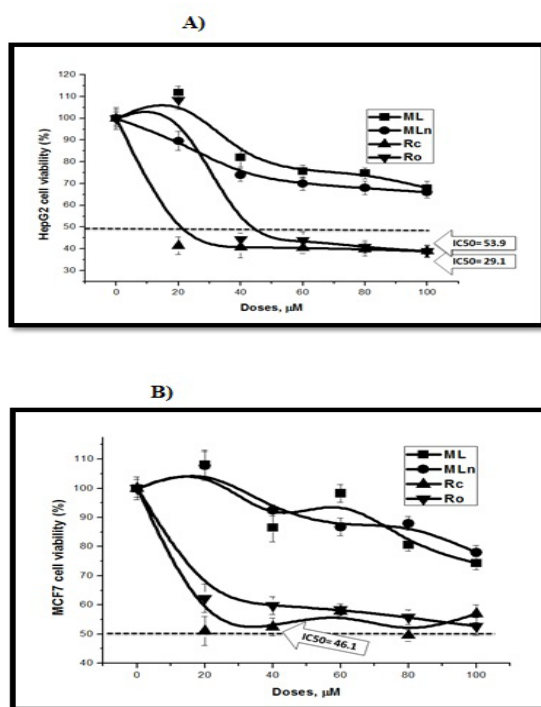 A)
120
110
100
90
80
70
60
50
40
30
HepG2 cell viability (%)
ML
MLn
Rc
Ro
IC50= 53.9
IC50= 29.1
0 20 40 60 80 100
Doses, µM
B)
110
100
90
80
70
60
50
40
MCF7 cell viability (%)
ML
MLn
Rc
Ro
IC50= 46.1
0 20 40 60 80 100
Doses, µM